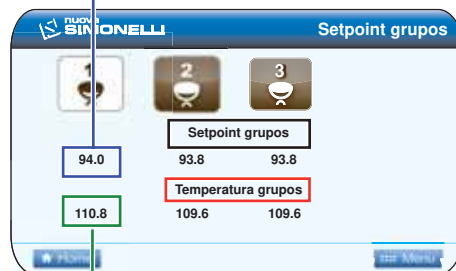 nuova
SIMONELLI
Setpoint grupos
1 2 3
Setpoint grupos
94.0 93.8 93.8
Temperatura grupos
110.8 109.6 109.6
Home Menu